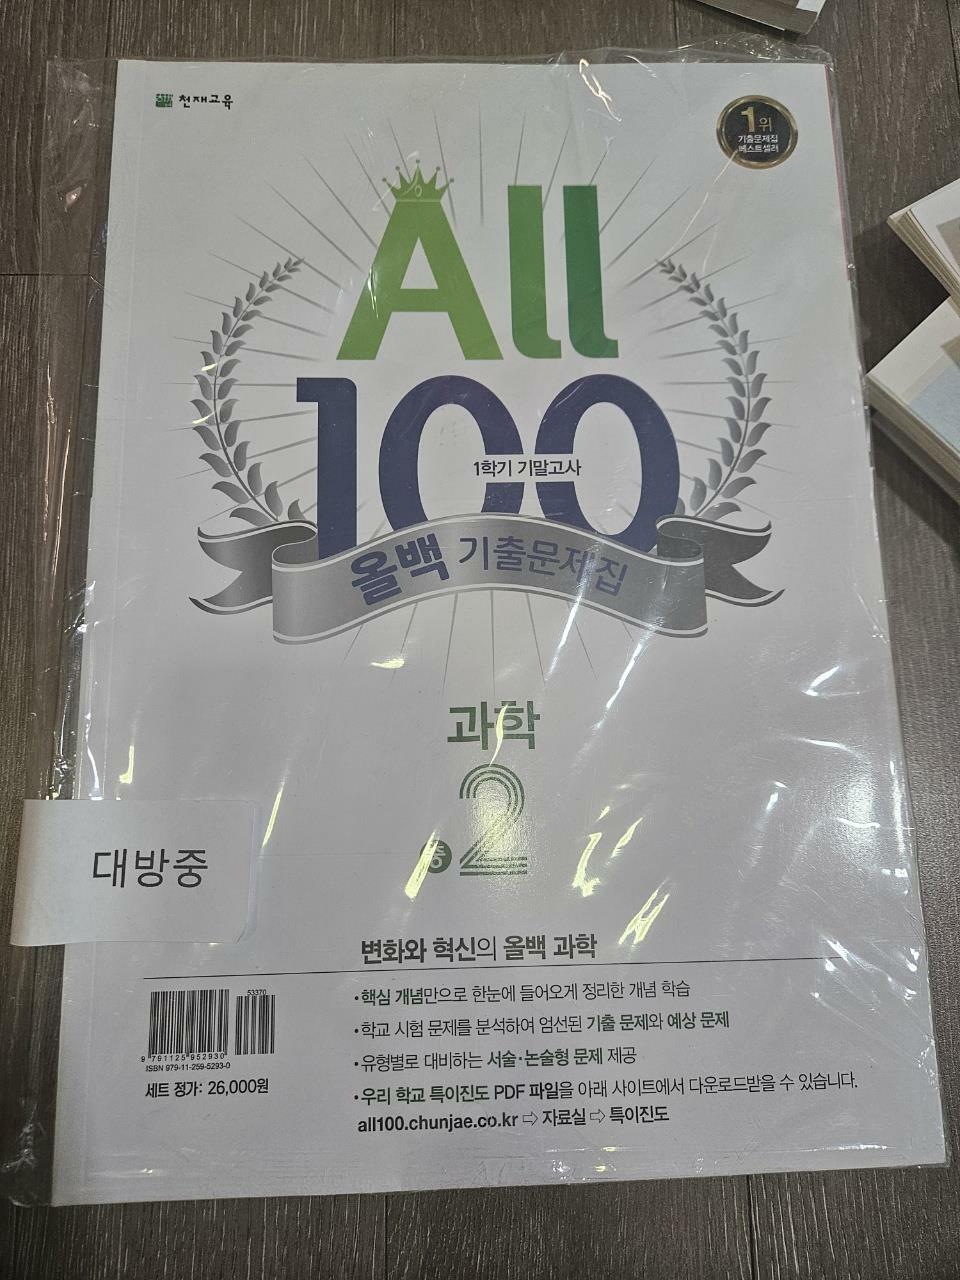 천재교육
1위
기출문제집
베스트셀러
All
100
1학기 기말고사
올백 기출문제집
과학
중 2
대방중
변화와 혁신의 올백 과학
53370
9 791125 952930
ISBN 979-11-259-5293-0
세트 정가: 26,000원
•핵심 개념만으로 한눈에 들어오게 정리한 개념 학습
•학교 시험 문제를 분석하여 엄선된 기출 문제와 예상 문제
•유형별로 대비하는 서술·논술형 문제 제공
•우리 학교 특이진도 PDF 파일을 아래 사이트에서 다운로드받을 수 있습니다.
all100.chunjae.co.kr ⇨ 자료실 ⇨ 특이진도